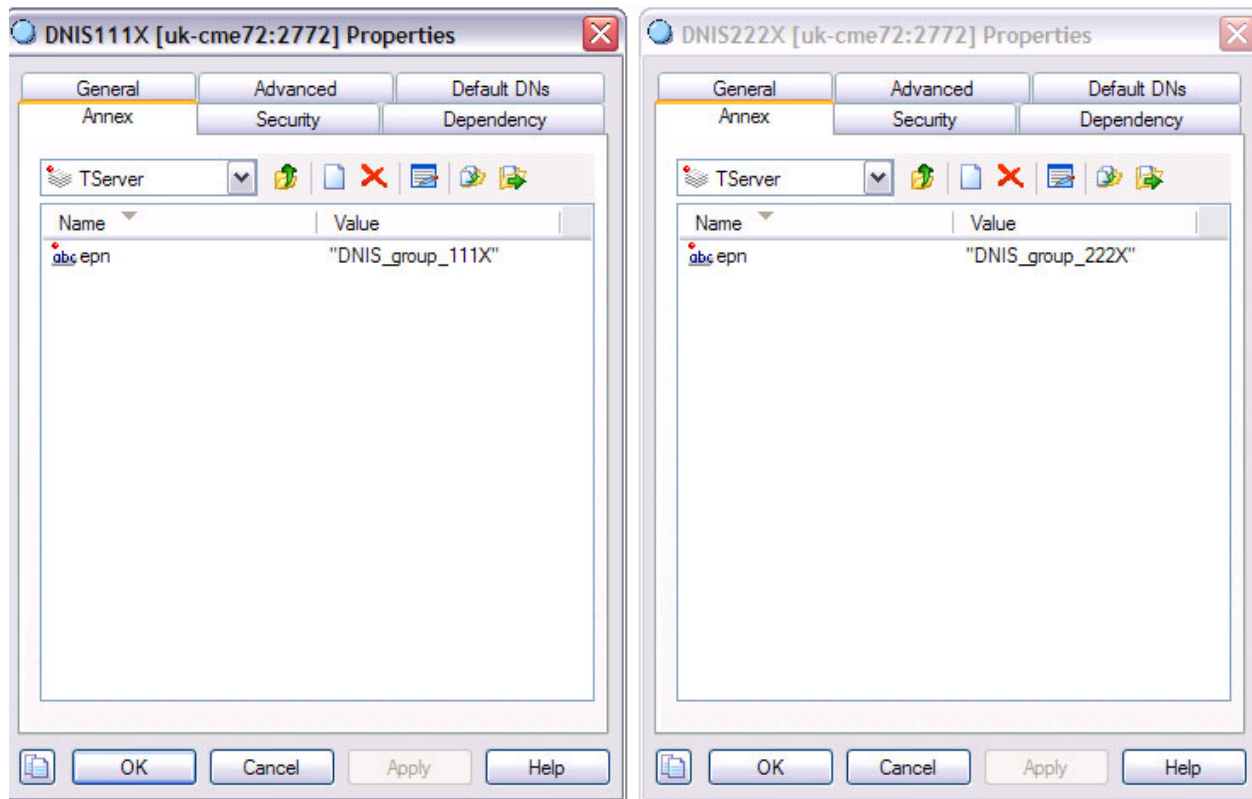 DNIS111X [uk-cme72:2772] Properties
General Advanced Default DNs
Annex Security Dependency
TServer
Name Value
abc epn "DNIS_group_111X"
OK Cancel Apply Help
DNIS222X [uk-cme72:2772] Properties
General Advanced Default DNs
Annex Security Dependency
TServer
Name Value
abc epn "DNIS_group_222X"
OK Cancel Apply Help